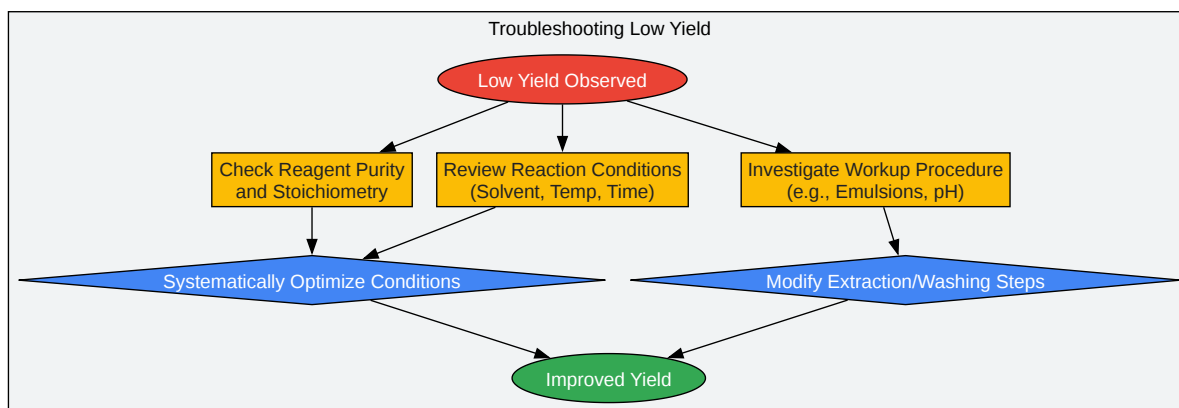 Troubleshooting Low Yield
Low Yield Observed
Check Reagent Purity
and Stoichiometry
Review Reaction Conditions
(Solvent, Temp, Time)
Investigate Workup Procedure
(e.g., Emulsions, pH)
Systematically Optimize Conditions
Modify Extraction/Washing Steps
Improved Yield